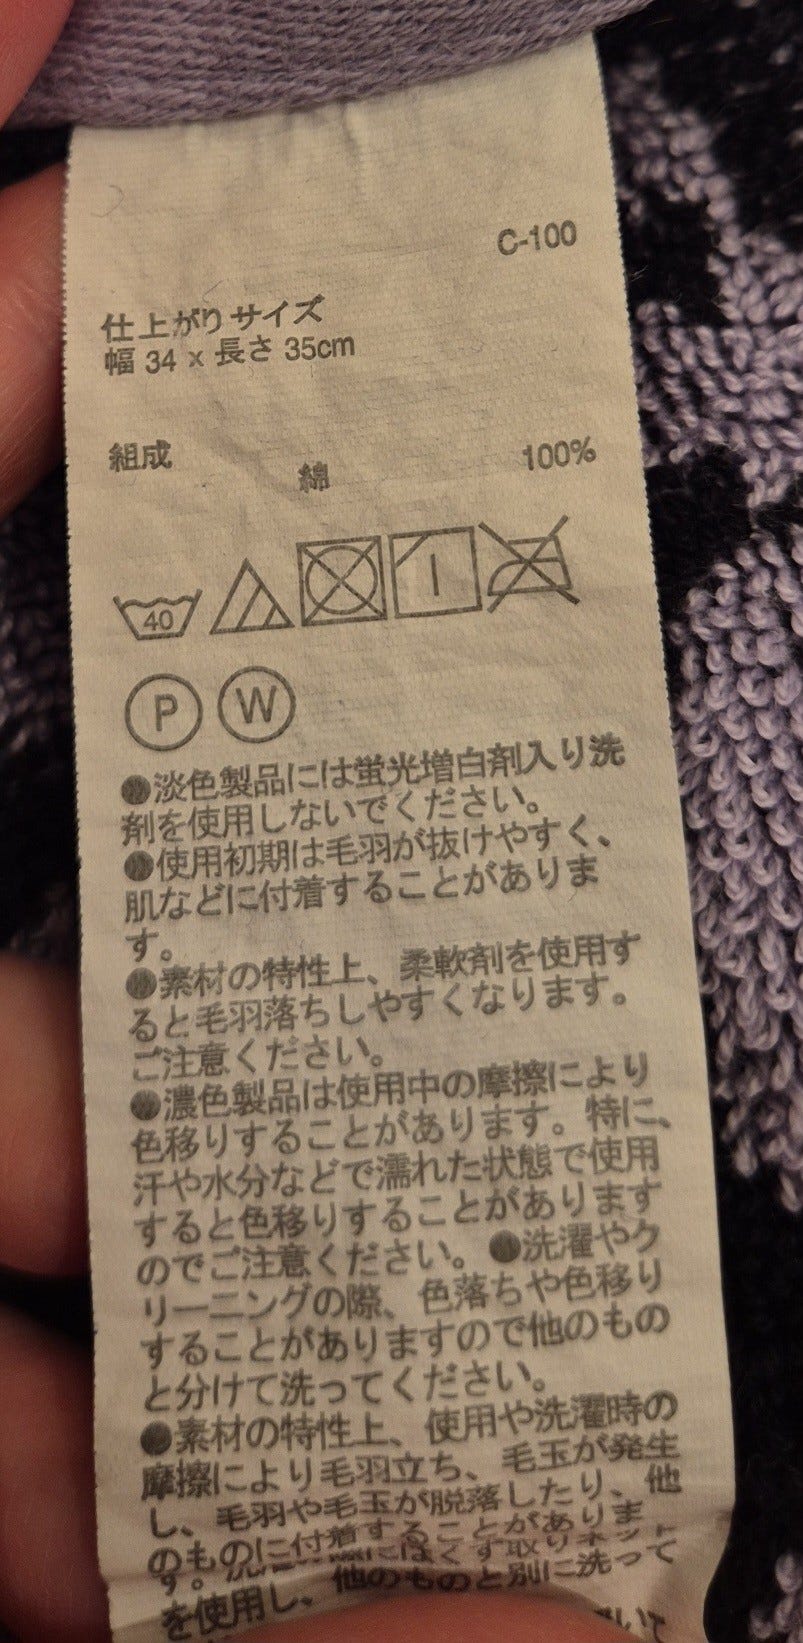 C-100
仕上がりサイズ
幅 34 x 長さ 35cm
組成 綿 100%
40
P W
●淡色製品には蛍光増白剤入り洗
剤を使用しないでください。
●使用初期は毛羽が抜けやすく、
肌などに付着することがありま
す。
●素材の特性上、柔軟剤を使用す
ると毛羽落ちしやすくなります。
ご注意ください。
●濃色製品は使用中の摩擦により
色移りすることがあります。特に、
汗や水分などで濡れた状態で使用
すると色移りすることがあります
のでご注意ください。●洗濯やク
リーニングの際、色落ちや色移り
することがありますので他のもの
と分けて洗ってください。
●素材の特性上、使用や洗濯時の
摩擦により毛羽立ち、毛玉が発生
し、毛羽や毛玉が脱落したり、他
のものに付着することがありま
す。
を使用し、他のものと別に洗って